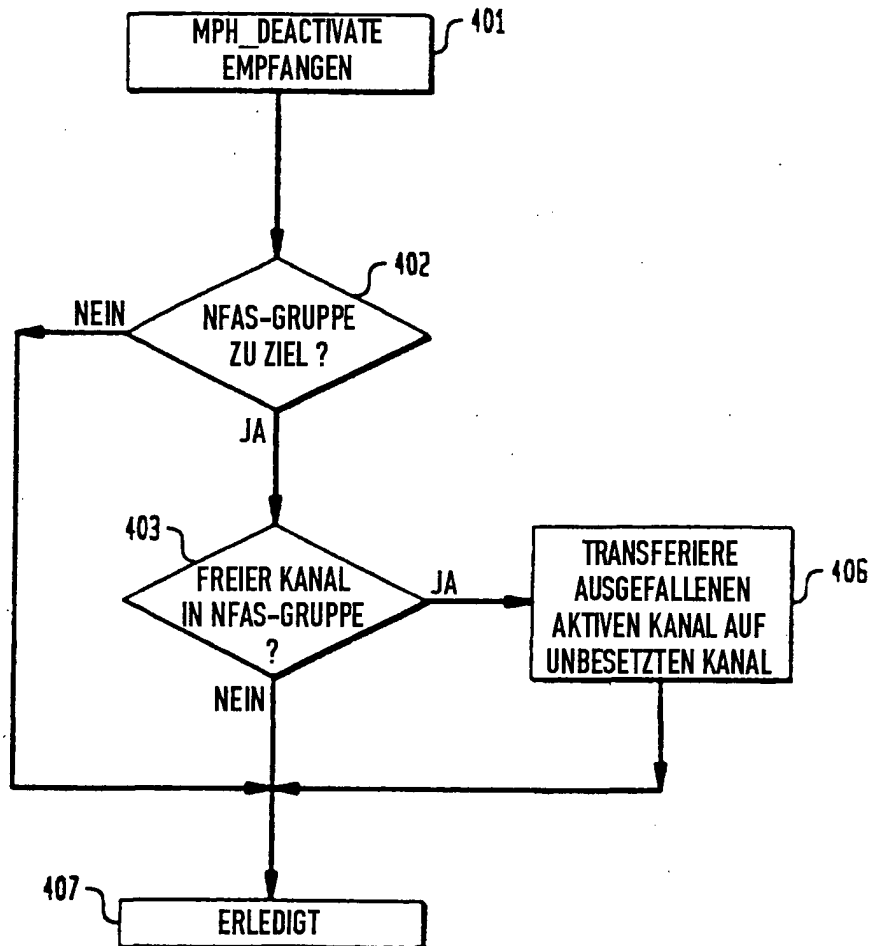 MPH_DEACTIVATE
EMPFANGEN
401
402
NEIN
NFAS-GRUPPE
ZU ZIEL ?
JA
403
FREIER KANAL
IN NFAS-GRUPPE
?
JA
NEIN
TRANSFERIERE
AUSGEFALLENEN
AKTIVEN KANAL AUF
UNBESETZTEN KANAL
406
407
ERLEDIGT